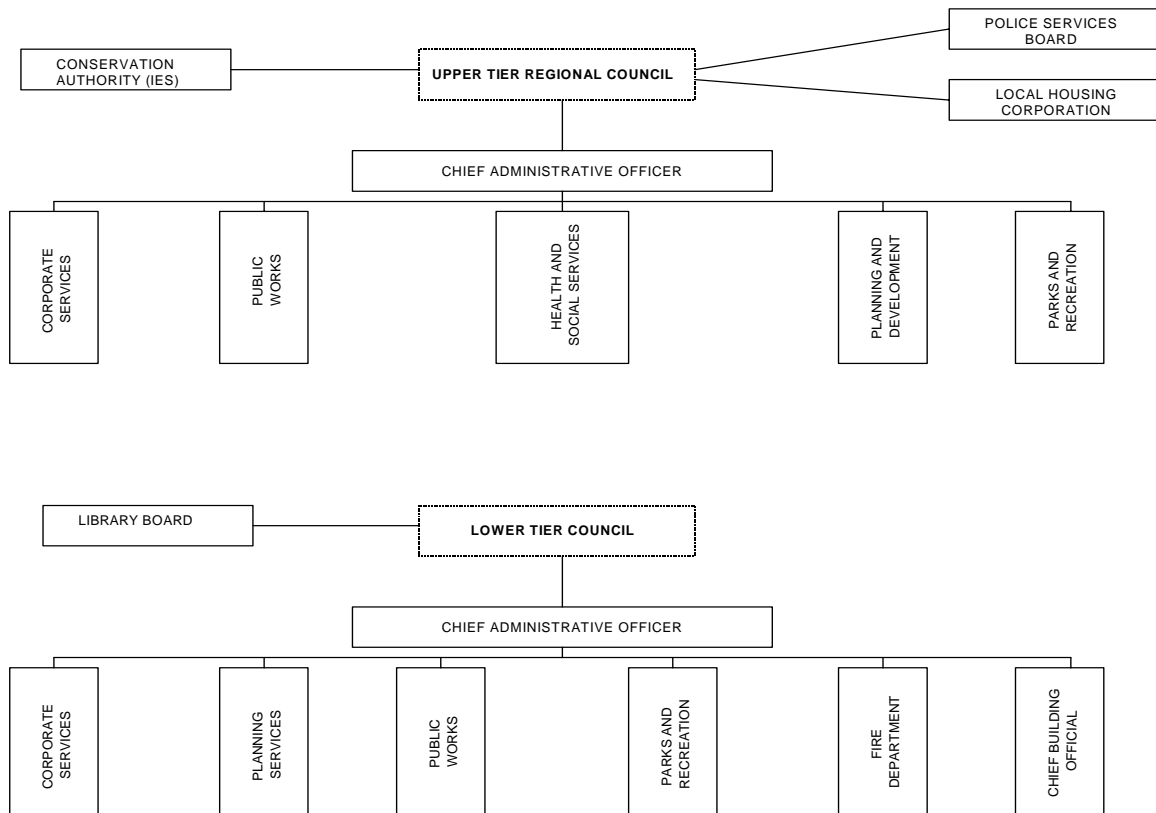 POLICE SERVICES
BOARD
CONSERVATION
AUTHORITY (IES)
UPPER TIER REGIONAL COUNCIL
LOCAL HOUSING
CORPORATION
CHIEF ADMINISTRATIVE OFFICER
CORPORATE
SERVICES
PUBLIC
WORKS
HEALTH AND
SOCIAL SERVICES
PLANNING AND
DEVELOPMENT
PARKS AND
RECREATION
LIBRARY BOARD
LOWER TIER COUNCIL
CHIEF ADMINISTRATIVE OFFICER
CORPORATE
SERVICES
PLANNING
SERVICES
PUBLIC
WORKS
PARKS AND
RECREATION
FIRE
DEPARTMENT
CHIEF BUILDING
OFFICIAL